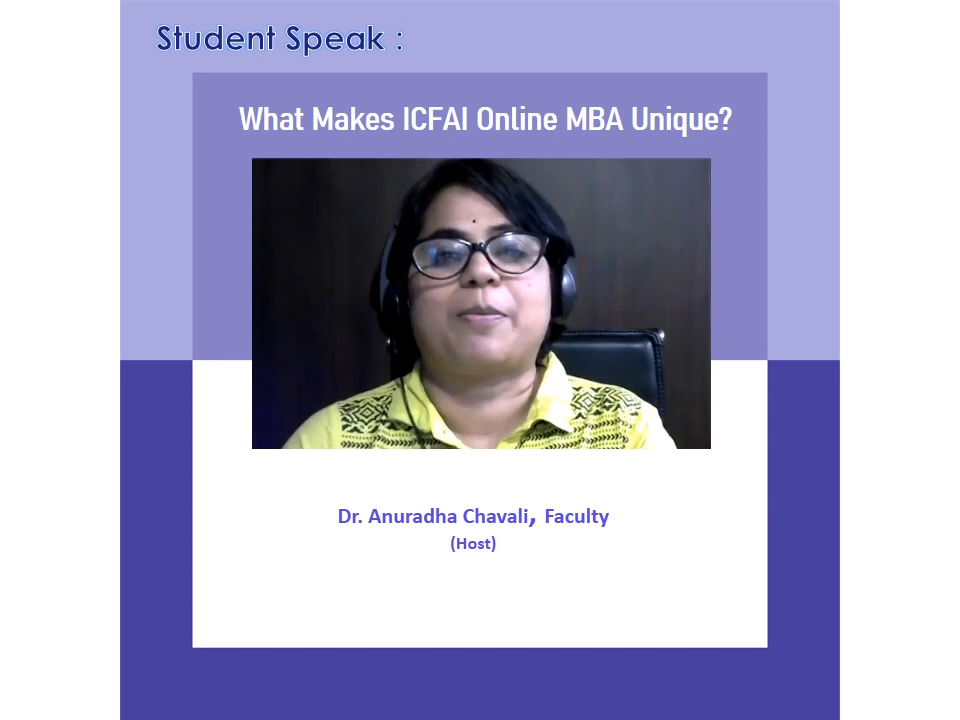 Student Speak :
What Makes ICFAI Online MBA Unique?
Dr. Anuradha Chavali, Faculty
(Host)